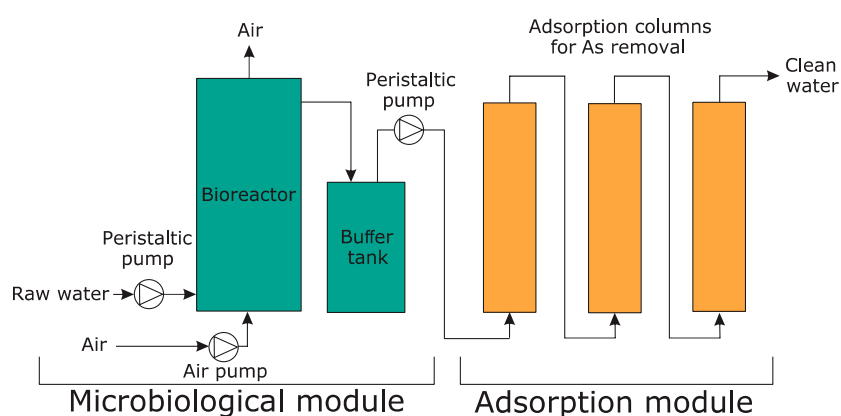 Air
Adsorption columns
for As removal
Peristaltic
pump
Clean
water
Bioreactor
Buffer
tank
Peristaltic
pump
Raw water
Air
Air pump
Microbiological module
Adsorption module